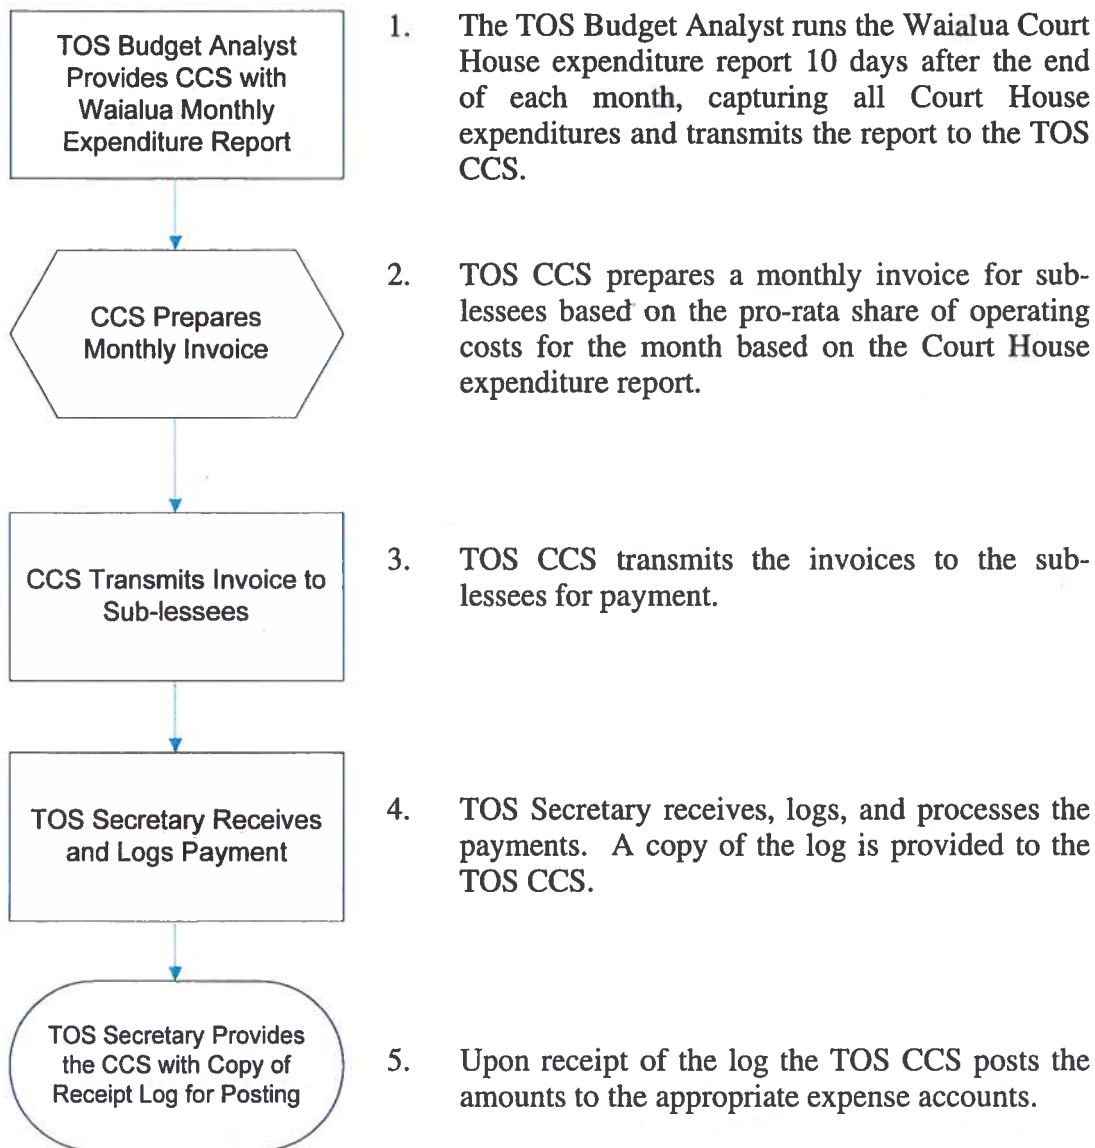 TOS Budget Analyst
Provides CCS with
Waialua Monthly
Expenditure Report
1. The TOS Budget Analyst runs the Waialua Court
House expenditure report 10 days after the end
of each month, capturing all Court House
expenditures and transmits the report to the TOS
CCS.
CCS Prepares
Monthly Invoice
2. TOS CCS prepares a monthly invoice for sub-
lessees based on the pro-rata share of operating
costs for the month based on the Court House
expenditure report.
CCS Transmits Invoice to
Sub-lessees
3. TOS CCS transmits the invoices to the sub-
lessees for payment.
TOS Secretary Receives
and Logs Payment
4. TOS Secretary receives, logs, and processes the
payments. A copy of the log is provided to the
TOS CCS.
TOS Secretary Provides
the CCS with Copy of
Receipt Log for Posting
5. Upon receipt of the log the TOS CCS posts the
amounts to the appropriate expense accounts.